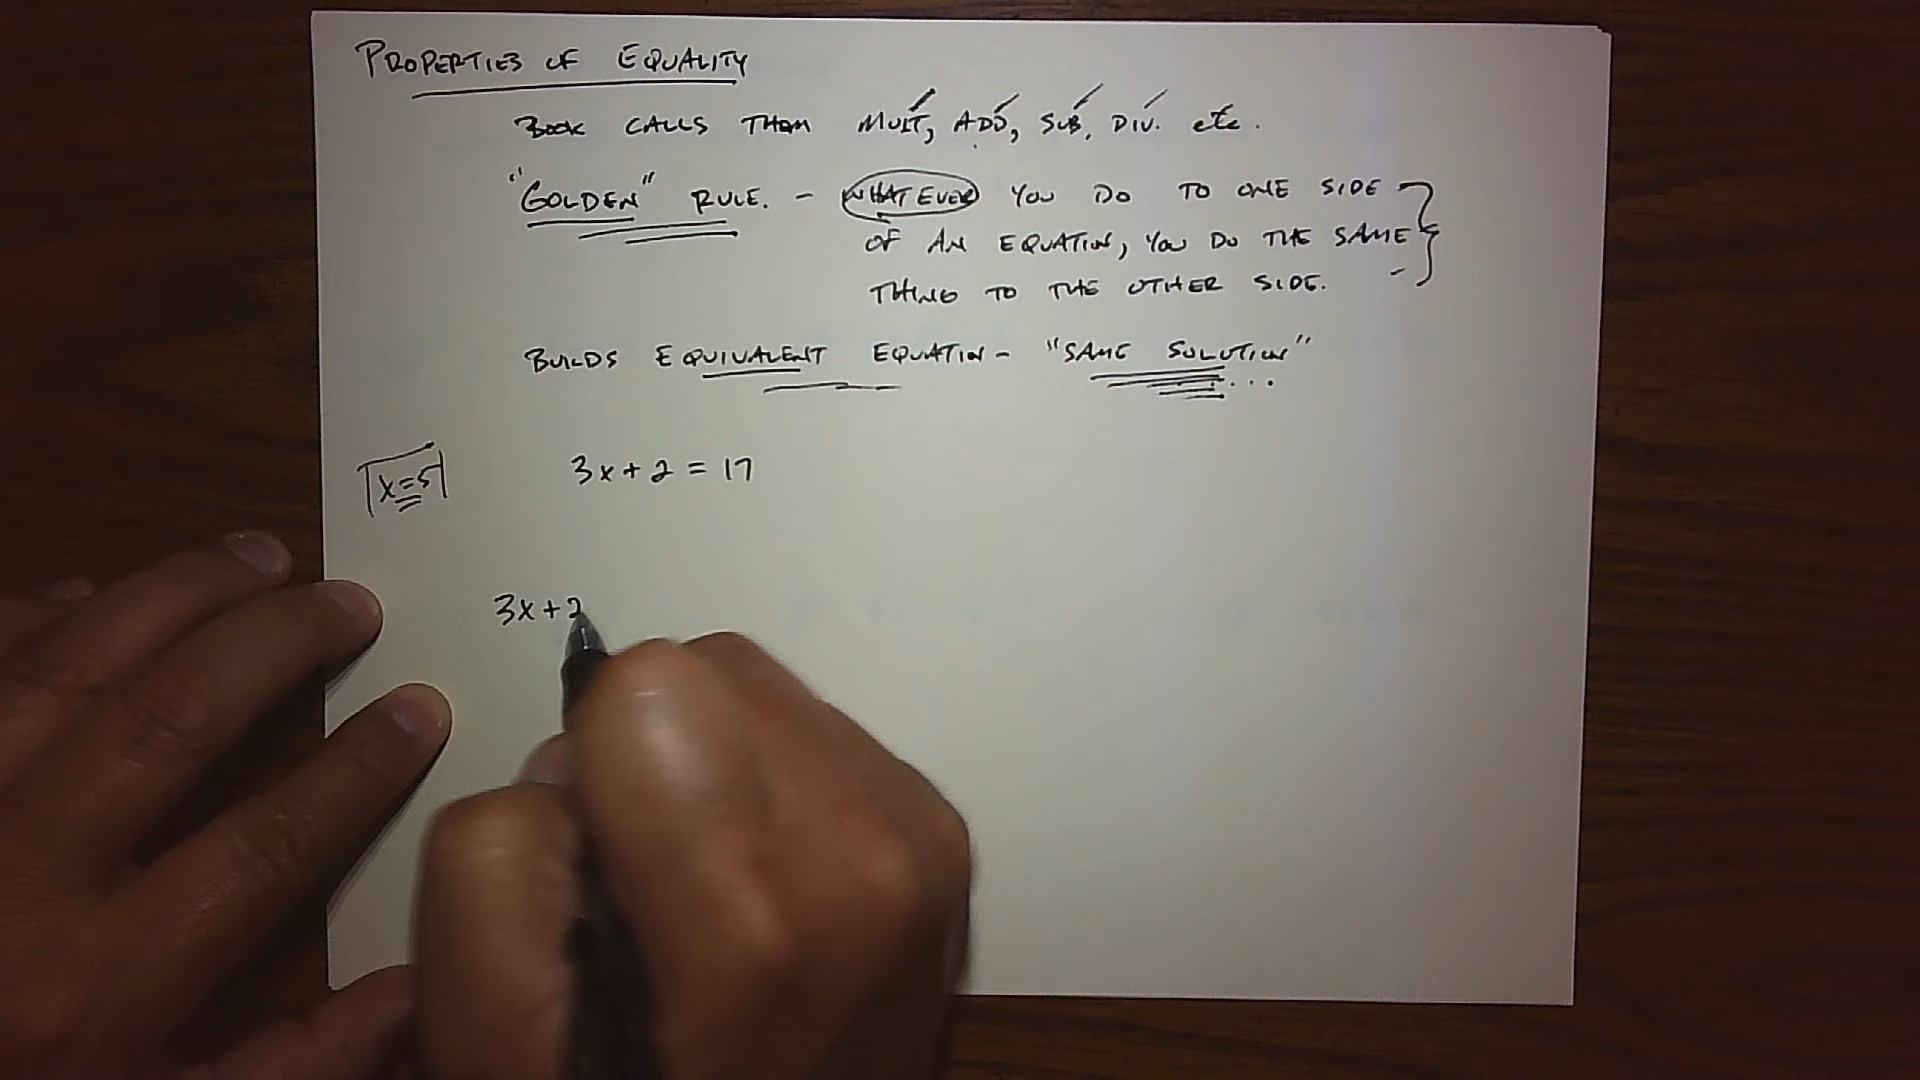 PROPERTIES OF EQUALITY
BOOK CALLS THEM MULT, ADD, SUB, DIV. etc.
"GOLDEN" RULE. - WHATEVER YOU DO TO ONE SIDE
OF AN EQUATION, YOU DO THE SAME
THING TO THE OTHER SIDE.
BUILDS EQUIVALENT EQUATION - "SAME SOLUTION"
x=5 3x+2=17
3x+2